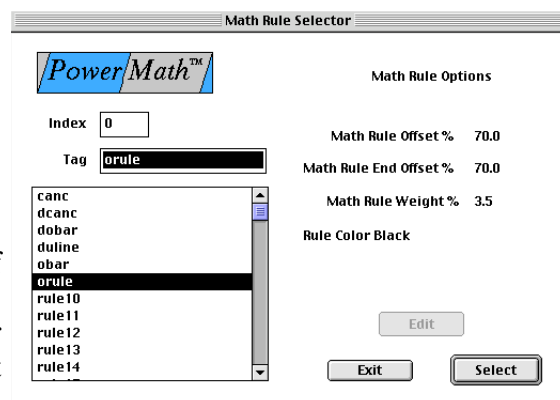 Math Rule Selector
Power Math™
Index 0
Tag orule
canc
dcanc
dobar
duline
obar
orule
rule10
rule11
rule12
rule13
rule14
Math Rule Options
Math Rule Offset % 70.0
Math Rule End Offset % 70.0
Math Rule Weight % 3.5
Rule Color Black
Edit
Exit
Select